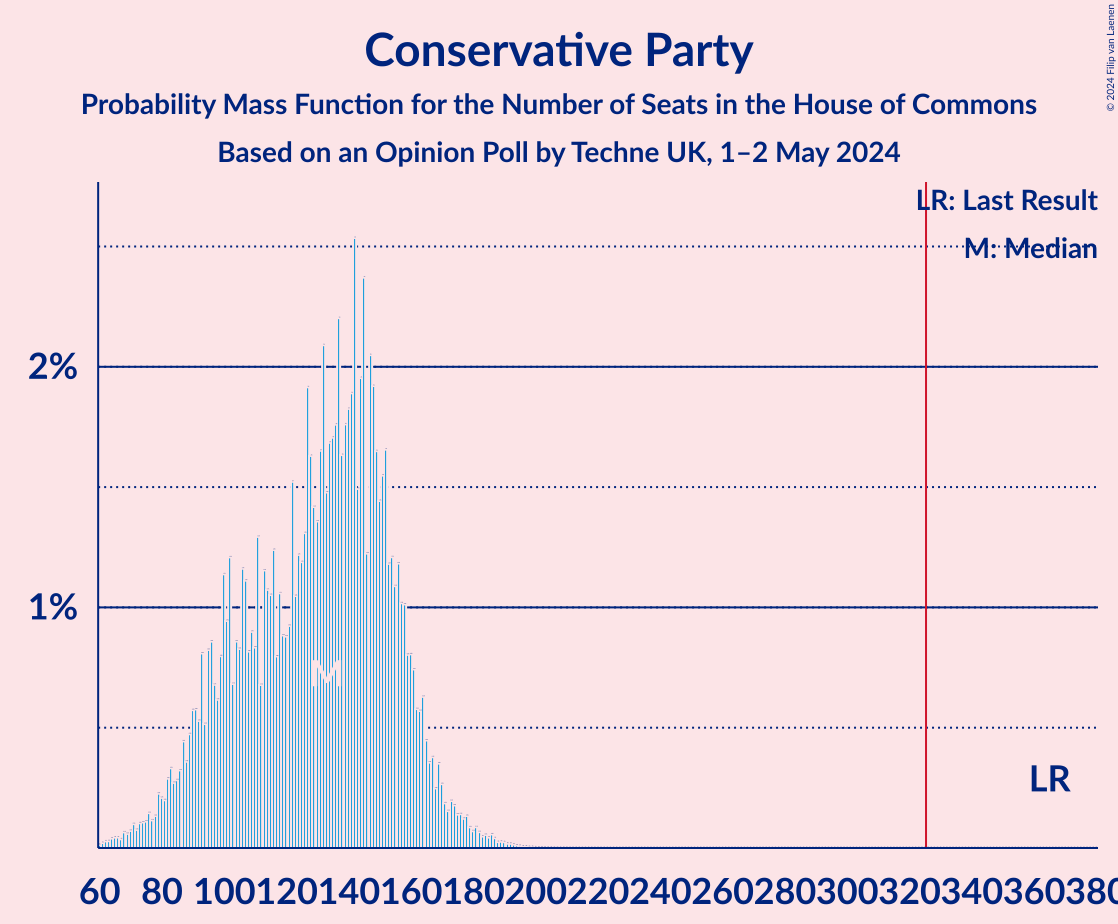 Conservative Party
Probability Mass Function for the Number of Seats in the House of Commons
Based on an Opinion Poll by Techne UK, 1–2 May 2024
© 2024 Filip van Laenen
LR: Last Result
M: Median
2%
1%
M
LR
60 80 100 120 140 160 180 200 220 240 260 280 300 320 340 360 380